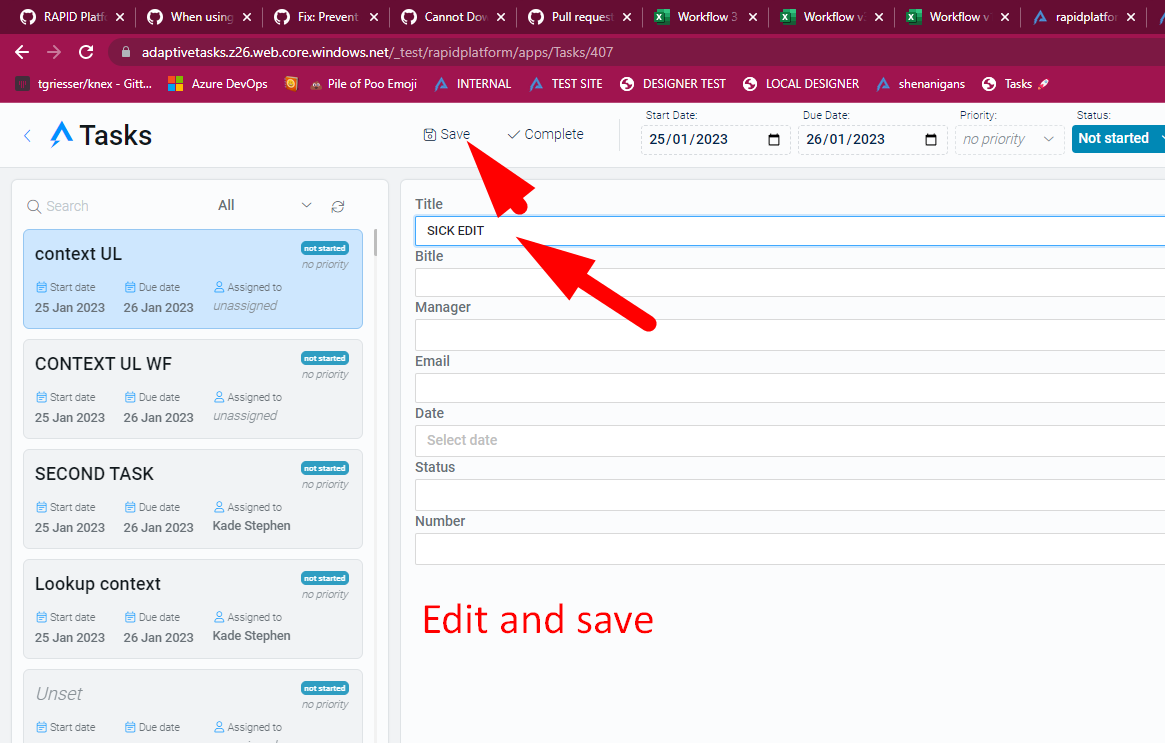 RAPID Platf
When using
Fix: Prevent
Cannot Dow
Pull request
Workflow 3
Workflow v
Workflow v
rapidplatfor
adaptivetasks.z26.web.core.windows.net/_test/rapidplatform/apps/Tasks/407
tgriesser/knex - Gitt...
Azure DevOps
Pile of Poo Emoji
INTERNAL
TEST SITE
DESIGNER TEST
LOCAL DESIGNER
shenanigans
Tasks 🚀
Tasks
Save
Complete
Start Date:
25/01/2023
Due Date:
26/01/2023
Priority:
no priority
Status:
Not started
Search
All
context UL
not started
no priority
Start date
Due date
Assigned to
25 Jan 2023
26 Jan 2023
unassigned
CONTEXT UL WF
not started
no priority
Start date
Due date
Assigned to
25 Jan 2023
26 Jan 2023
unassigned
SECOND TASK
not started
no priority
Start date
Due date
Assigned to
25 Jan 2023
26 Jan 2023
Kade Stephen
Lookup context
not started
no priority
Start date
Due date
Assigned to
25 Jan 2023
26 Jan 2023
Kade Stephen
Unset
not started
no priority
Start date
Due date
Assigned to
Title
SICK EDIT
Bitle
Manager
Email
Date
Select date
Status
Number
Edit and save